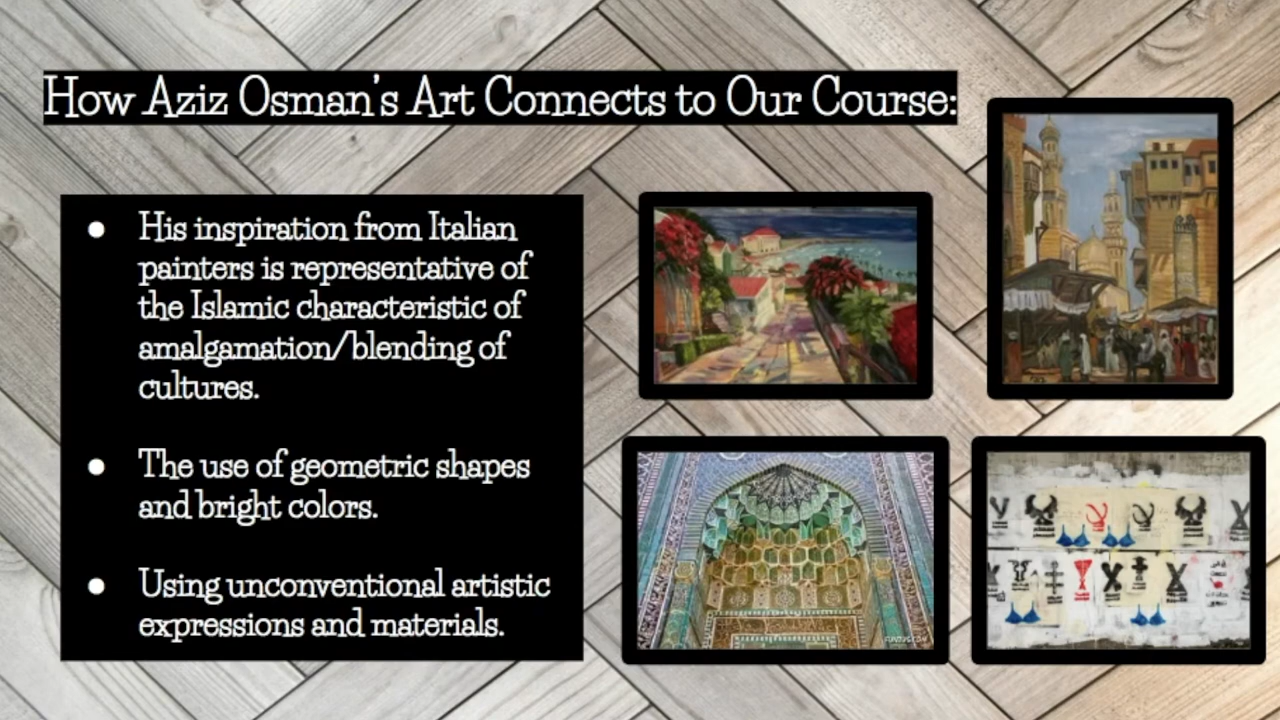 How Aziz Osman's Art Connects to Our Course:
● His inspiration from Italian
painters is representative of
the Islamic characteristic of
amalgamation/blending of
cultures.
● The use of geometric shapes
and bright colors.
● Using unconventional artistic
expressions and materials.